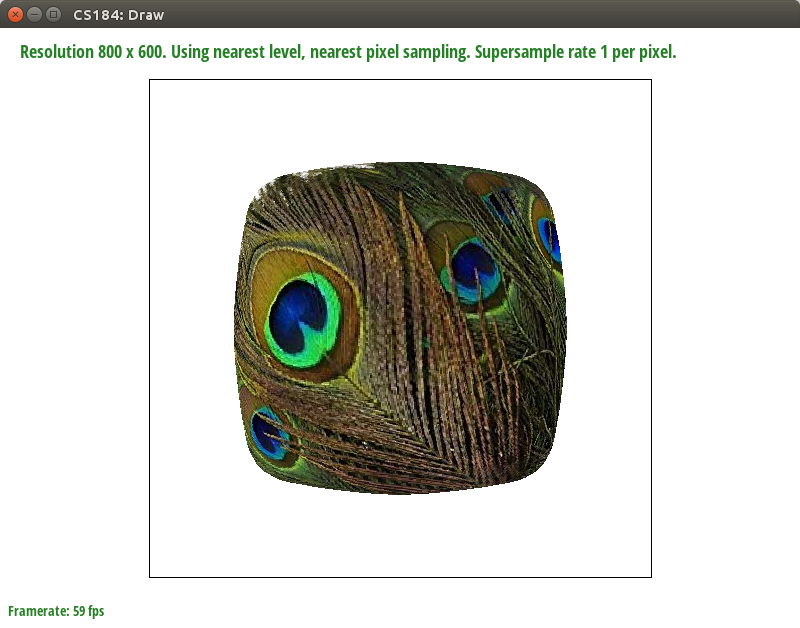 CS184: Draw
Resolution 800 x 600. Using nearest level, nearest pixel sampling. Supersample rate 1 per pixel.
Framerate: 59 fps